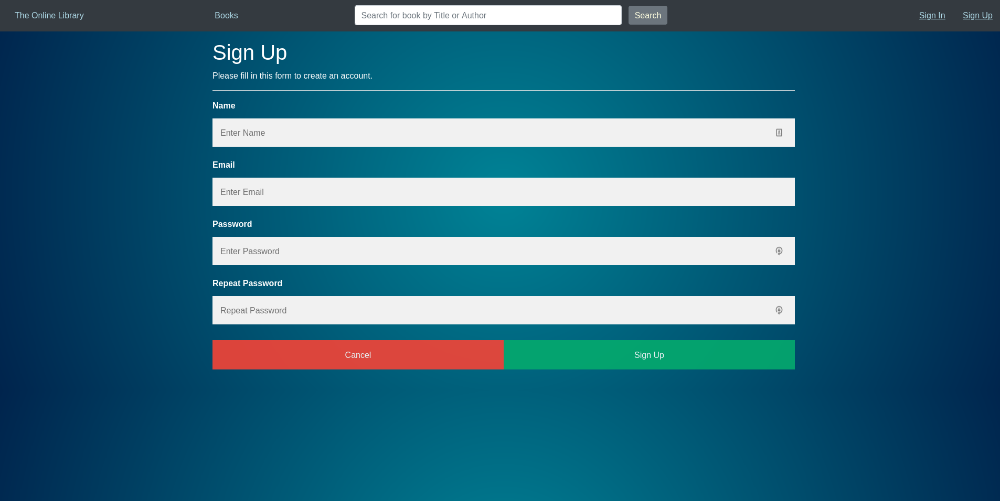 The Online Library Books Search for book by Title or Author Search Sign In Sign Up
Sign Up
Please fill in this form to create an account.
Name
Enter Name
Email
Enter Email
Password
Enter Password
Repeat Password
Repeat Password
Cancel Sign Up